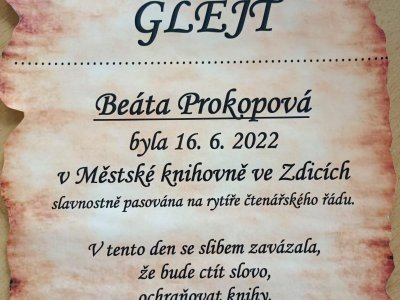 GLEJT
Beáta Prokopová
byla 16. 6. 2022
v Městské knihovně ve Zdicích
slavnostně pasována na rytíře čtenářského řádu.
V tento den se slibem zavázala,
že bude ctít slovo,
ochraňovat knihy,